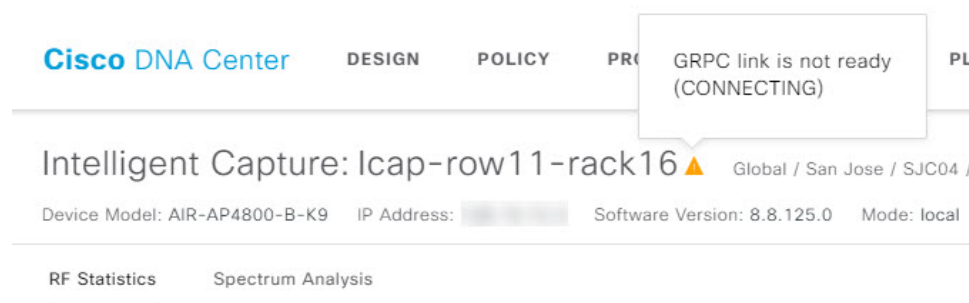 Cisco DNA Center DESIGN POLICY
GRPC link is not ready
(CONNECTING)
Intelligent Capture: Icap-row11-rack16 Global / San Jose / SJC04 /
Device Model: AIR-AP4800-B-K9 IP Address: Software Version: 8.8.125.0 Mode: local
RF Statistics Spectrum Analysis